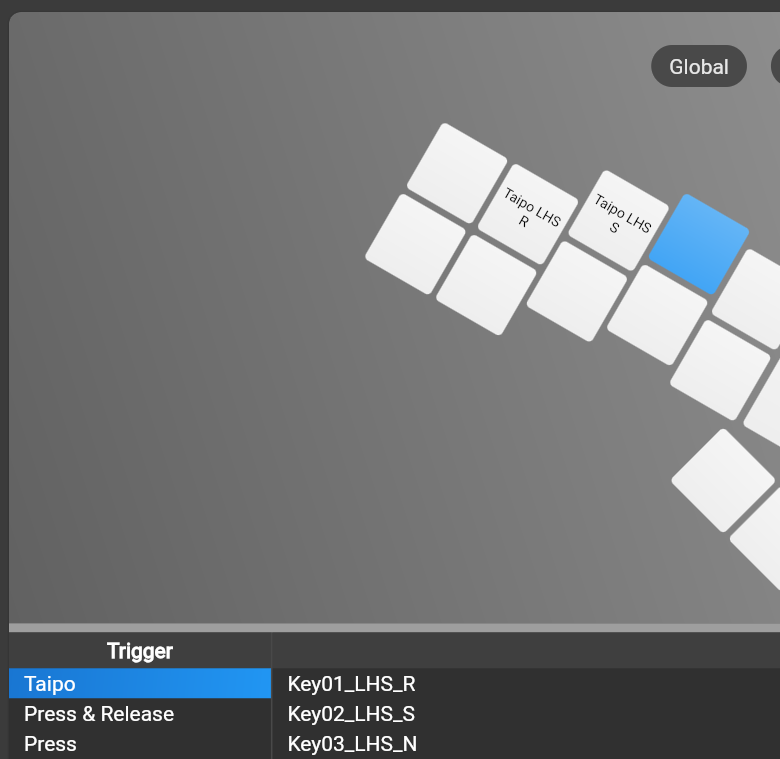 Global
Taipo LHS
R
Taipo LHS
S
Trigger
Taipo
Key01_LHS_R
Press & Release
Key02_LHS_S
Press
Key03_LHS_N